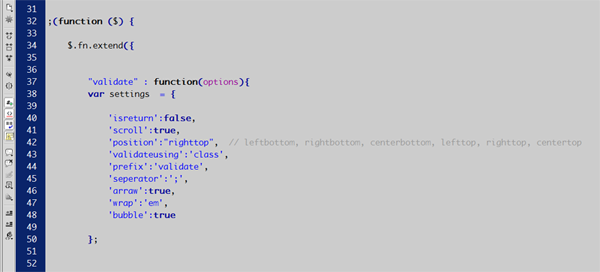 31
32 ;(function ($) {
33
34 $.fn.extend({
35
36
37 "validate" : function(options){
38 var settings = {
39
40 'isreturn':false,
41 'scroll':true,
42 'position':"righttop", // leftbottom, rightbottom, centerbottom, lefttop, righttop, centertop
43 'validateusing':'class',
44 'prefix':'validate',
45 'seperator':';',
46 'arraw':true,
47 'wrap':'em',
48 'bubble':true
49
50 };
51
52